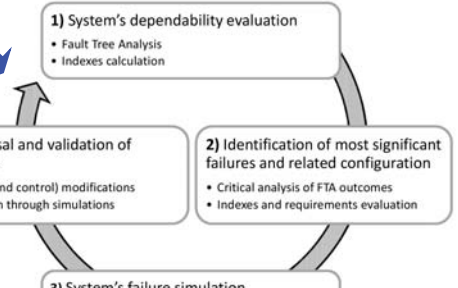 1) System's dependability evaluation
• Fault Tree Analysis
• Indexes calculation
and validation of
2) Identification of most significant
failures and related configuration
and control) modifications
through simulations
• Critical analysis of FTA outcomes
• Indexes and requirements evaluation
3) System's failure simulation